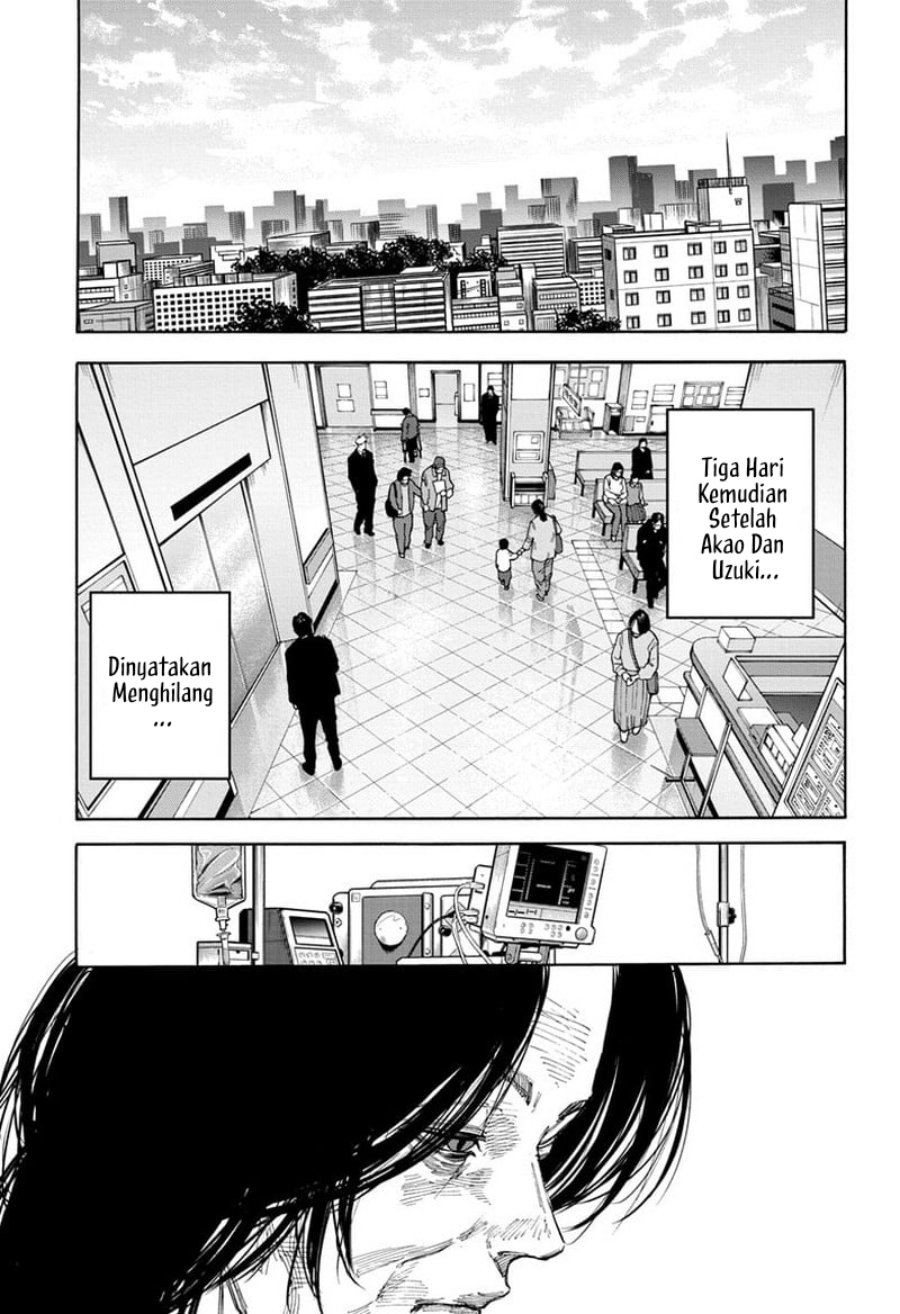 Tiga Hari
Kemudian
Setelah
Akao Dan
Uzuki...
Dinyatakan
Menghilang
...